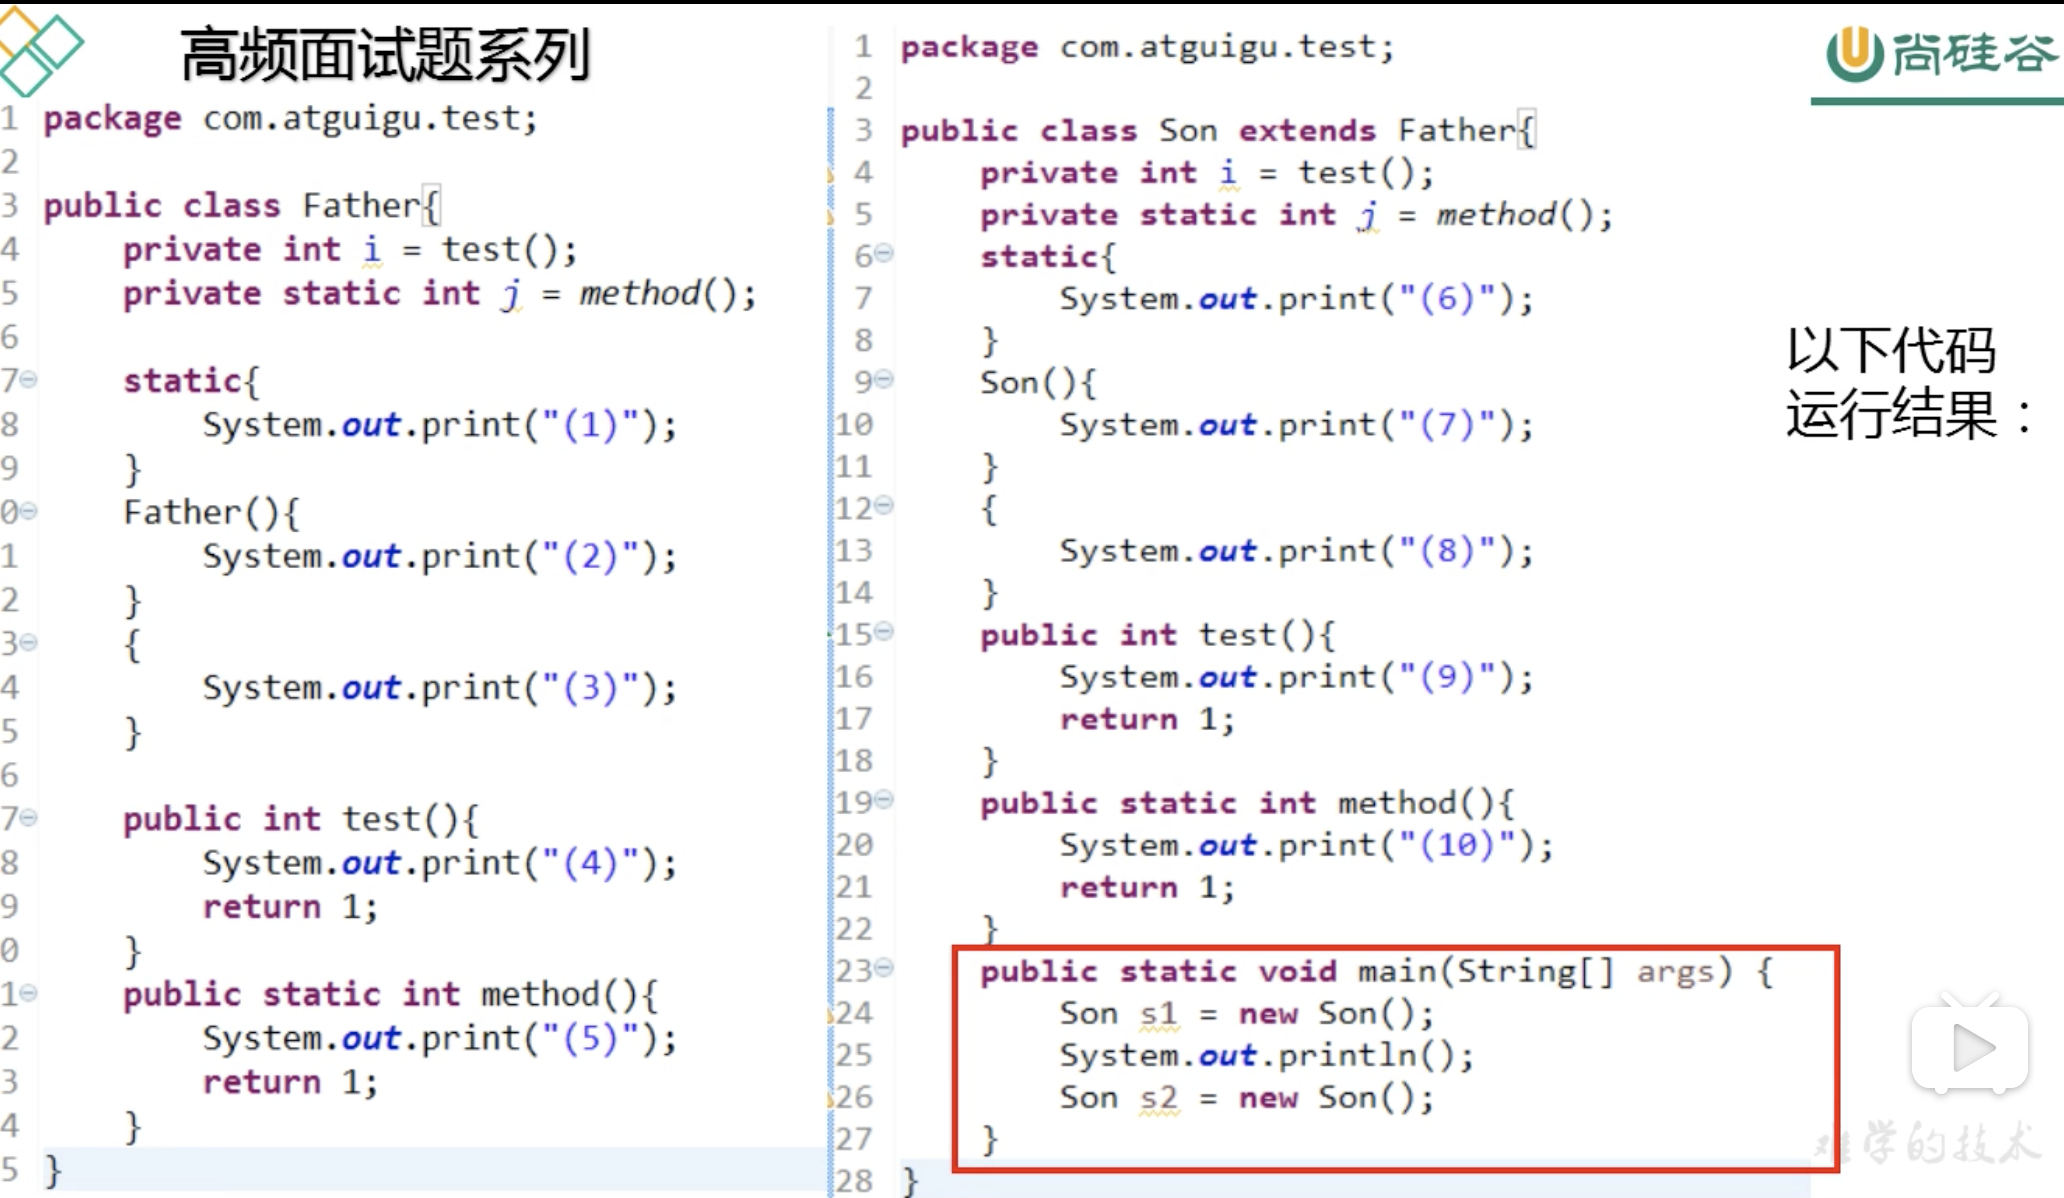 高频面试题系列
1 package com.atguigu.test;
2
3 public class Father{
4     private int i = test();
5     private static int j = method();
6
7     static{
8         System.out.print("(1)");
9     }
0     Father(){
1         System.out.print("(2)");
2     }
3     {
4         System.out.print("(3)");
5     }
6
7     public int test(){
8         System.out.print("(4)");
9         return 1;
0     }
1     public static int method(){
2         System.out.print("(5)");
3         return 1;
4     }
5 }
1 package com.atguigu.test;
2
3 public class Son extends Father{
4     private int i = test();
5     private static int j = method();
6     static{
7         System.out.print("(6)");
8     }
9     Son(){
10         System.out.print("(7)");
11     }
12     {
13         System.out.print("(8)");
14     }
15     public int test(){
16         System.out.print("(9)");
17         return 1;
18     }
19     public static int method(){
20         System.out.print("(10)");
21         return 1;
22     }
23     public static void main(String[] args) {
24         Son s1 = new Son();
25         System.out.println();
26         Son s2 = new Son();
27     }
28 }
尚硅谷
以下代码
运行结果：
难学的技术